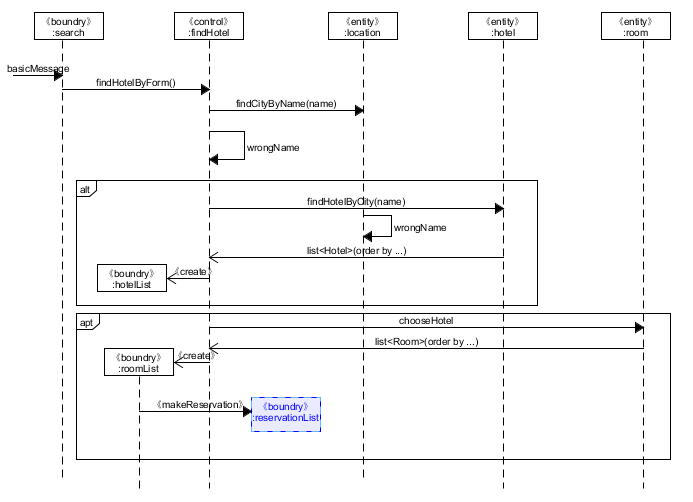 《boundry》
:search
《control》
:findHotel
《entity》
:location
《entity》
:hotel
《entity》
:room
basicMessage
findHotelByForm()
findCityByName(name)
wrongName
alt
findHotelByCity(name)
wrongName
list<Hotel>(order by ...)
《create》
《boundry》
:hotelList
apt
chooseHotel
list<Room>(order by ...)
《create》
《boundry》
:roomList
《makeReservation》
《boundry》
:reservationList